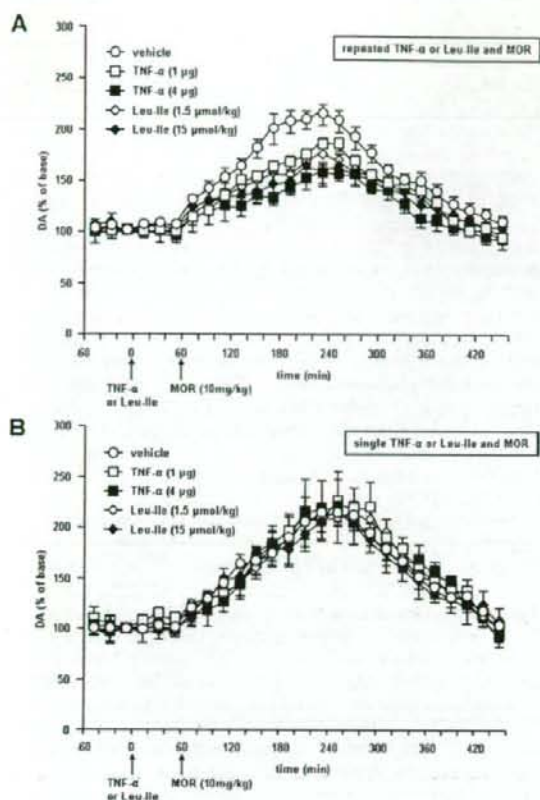 A
repeated TNF-α or Leu-Ile and MOR
vehicle
TNF-α (1 μg)
TNF-α (4 μg)
Leu-Ile (1.5 μmol/kg)
Leu-Ile (15 μmol/kg)
DA (% of base)
300
250
200
150
100
50
0
60 0 60 120 180 240 300 360 420
time (min)
TNF-α
or Leu-Ile
MOR (10mg/kg)
B
single TNF-α or Leu-Ile and MOR
vehicle
TNF-α (1 μg)
TNF-α (4 μg)
Leu-Ile (1.5 μmol/kg)
Leu-Ile (15 μmol/kg)
DA (% of base)
300
250
200
150
100
50
0
60 0 60 120 180 240 300 360 420
time (min)
TNF-α
or Leu-Ile
MOR (10mg/kg)